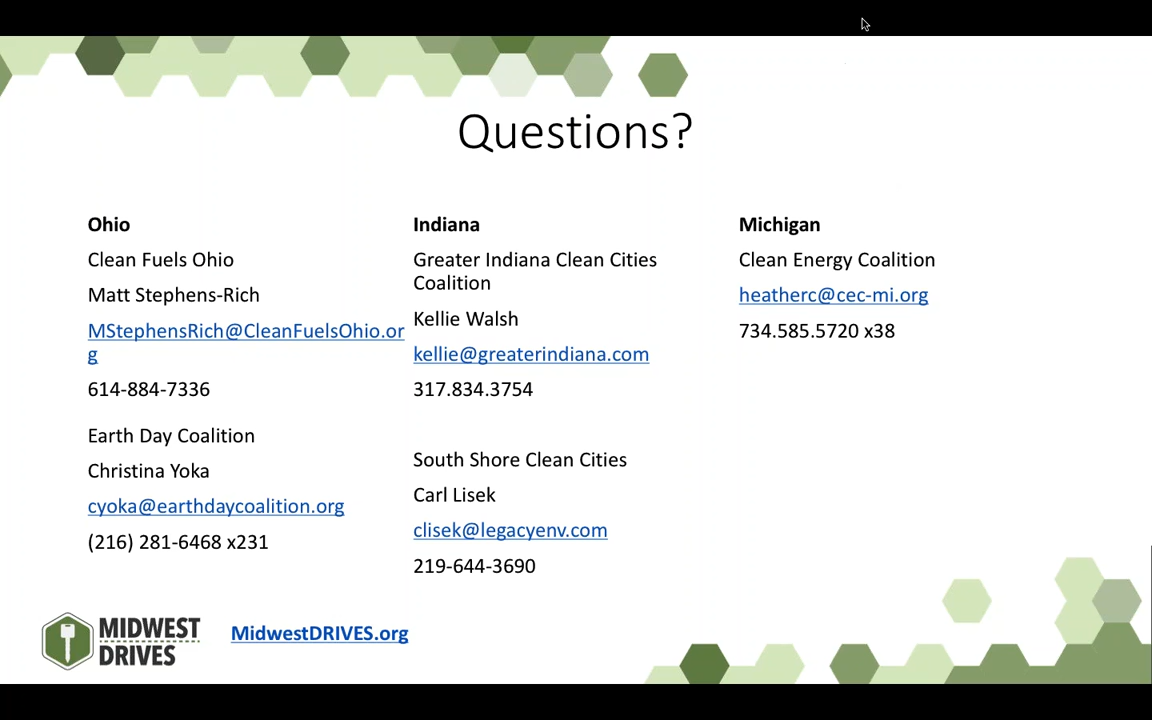 Questions?
Ohio
Clean Fuels Ohio
Matt Stephens-Rich
MStephensRich@CleanFuelsOhio.or
g
614-884-7336
Earth Day Coalition
Christina Yoka
cyoka@earthdaycoalition.org
(216) 281-6468 x231
Indiana
Greater Indiana Clean Cities
Coalition
Kellie Walsh
kellie@greaterindiana.com
317.834.3754
South Shore Clean Cities
Carl Lisek
clisek@legacyenv.com
219-644-3690
Michigan
Clean Energy Coalition
heatherc@cec-mi.org
734.585.5720 x38
MIDWEST
DRIVES
MidwestDRIVES.org